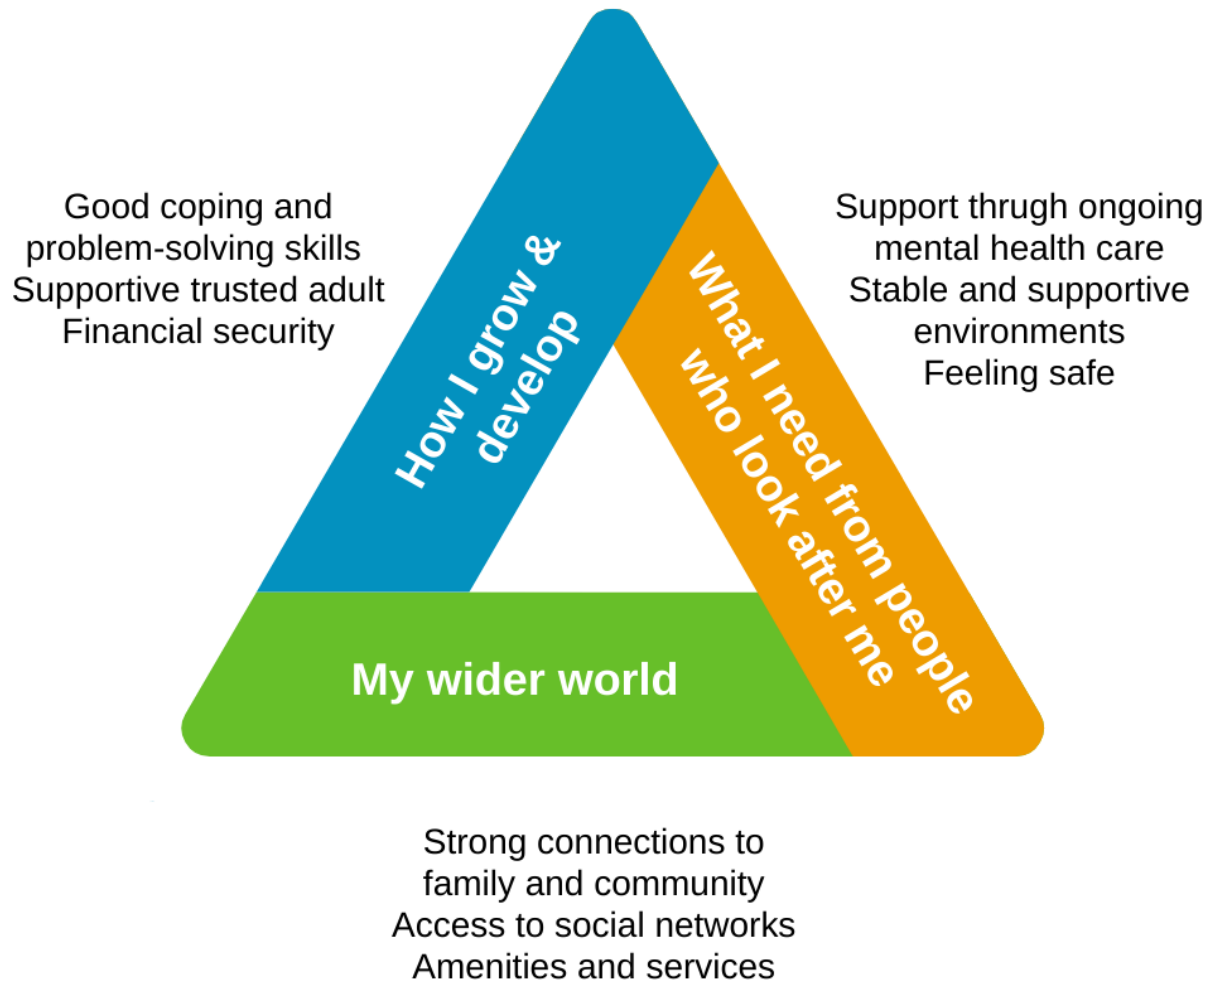 Good coping and
problem-solving skills
Supportive trusted adult
Financial security
How I grow &
develop
What I need from people
who look after me
Support thrugh ongoing
mental health care
Stable and supportive
environments
Feeling safe
My wider world
Strong connections to
family and community
Access to social networks
Amenities and services